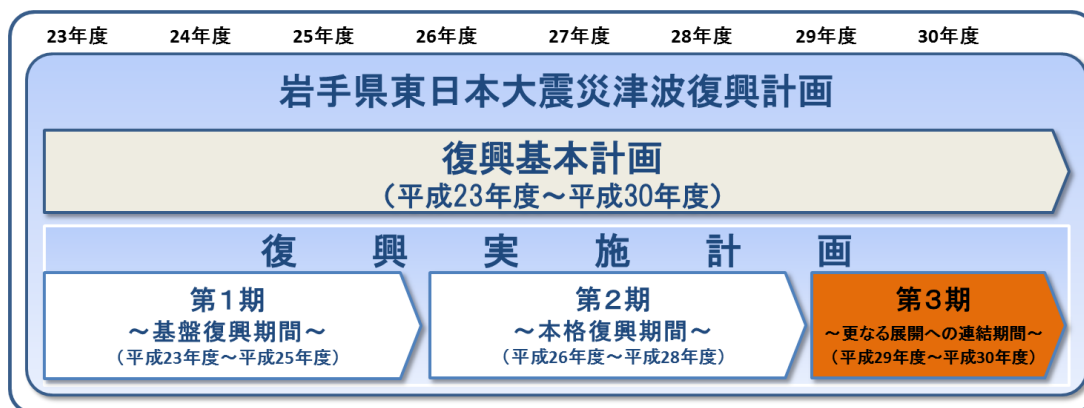 23年度 24年度 25年度 26年度 27年度 28年度 29年度 30年度
岩手県東日本大震災津波復興計画
復興基本計画
（平成23年度～平成30年度）
復興実施計画
第１期
～基盤復興期間～
（平成23年度～平成25年度）
第２期
～本格復興期間～
（平成26年度～平成28年度）
第３期
～更なる展開への連結期間～
（平成29年度～平成30年度）